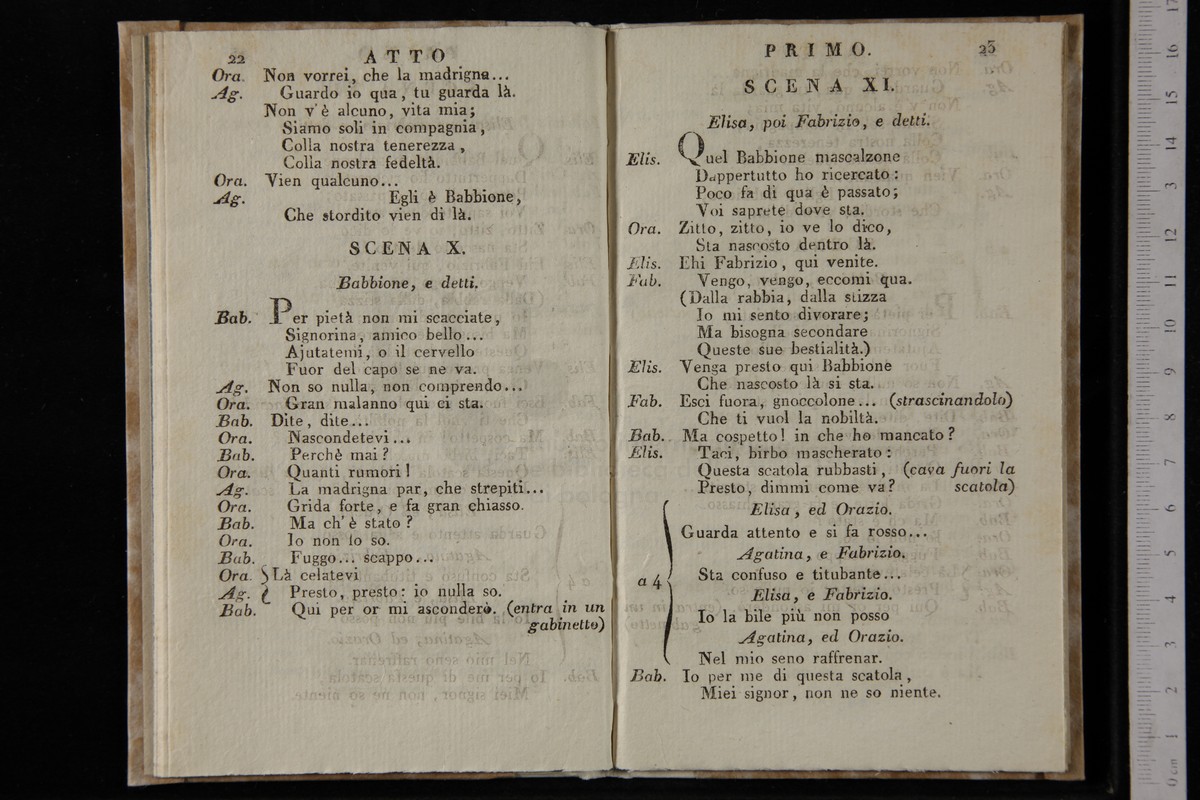 22 ATTO
Ora. Non vorrei, che la madrigna...
Ag. Guardo io qua, tu guarda là.
Non v'è alcuno, vita mia;
Siamo soli in compagnia,
Colla nostra tenerezza,
Colla nostra fedeltà.
Ora. Vien qualcuno...
Ag. Egli è Babbione,
Che stordito vien di là.
SCENA X.
Babbione, e detti.
Bab. Per pietà non mi scacciate,
Signorina, amico bello...
Ajutatemi, o il cervello
Fuor del capo se ne va.
Ag. Non so nulla, non comprendo...
Ora. Gran malanno qui ci sta.
Bab. Dite, dite...
Ora. Nascondetevi...
Bab. Perchè mai?
Ora. Quanti rumori!
Ag. La madrigna par, che strepiti...
Ora. Grida forte, e fa gran chiasso.
Bab. Ma ch'è stato?
Ora. Io non lo so.
Bab. Fuggo... scappo...
Ora. Là celatevi
Ag. Presto, presto: io nulla so.
Bab. Qui per or mi asconderò. (entra in un
gabinetto)
PRIMO. 23
SCENA XI.
Elisa, poi Fabrizio, e detti.
Elis. Quel Babbione mascalzone
Dappertutto ho ricercato:
Poco fa di qua è passato;
Voi saprete dove sta.
Ora. Zitto, zitto, io ve lo dico,
Sta nascosto dentro là.
Elis. Ehi Fabrizio, qui venite.
Fab. Vengo, vengo, eccomi qua.
(Dalla rabbia, dalla stizza
Io mi sento divorare;
Ma bisogna secondare
Queste sue bestialità.)
Elis. Venga presto qui Babbione
Che nascosto là si sta.
Fab. Esci fuora, gnoccolone... (strascinandolo)
Che ti vuol la nobiltà.
Bab. Ma cospetto! in che ho mancato?
Elis. Taci, birbo mascherato:
Questa scatola rubbasti, (cava fuori la
Presto, dimmi come va? scatola)
Elisa, ed Orazio.
Guarda attento e si fa rosso...
Agatina, e Fabrizio.
a 4 Sta confuso e titubante...
Elisa, e Fabrizio.
Io la bile più non posso
Agatina, ed Orazio.
Nel mio seno raffrenar.
Bab. Io per me di questa scatola,
Miei signor, non ne so niente.